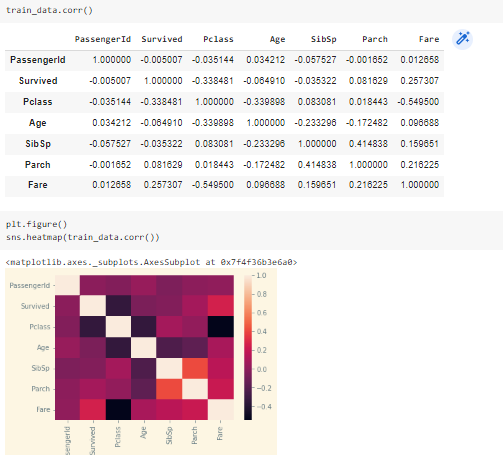 train_data.corr()
PassengerId Survived Pclass Age SibSp Parch Fare
PassengerId 1.000000 -0.005007 -0.035144 0.034212 -0.057527 -0.001652 0.012658
Survived -0.005007 1.000000 -0.338481 -0.064910 -0.035322 0.081629 0.257307
Pclass -0.035144 -0.338481 1.000000 -0.339898 0.083081 0.018443 -0.549500
Age 0.034212 -0.064910 -0.339898 1.000000 -0.233296 -0.172482 0.096688
SibSp -0.057527 -0.035322 0.083081 -0.233296 1.000000 0.414838 0.159651
Parch -0.001652 0.081629 0.018443 -0.172482 0.414838 1.000000 0.216225
Fare 0.012658 0.257307 -0.549500 0.096688 0.159651 0.216225 1.000000
plt.figure()
sns.heatmap(train_data.corr())
<matplotlib.axes._subplots.AxesSubplot at 0x7f4f36b3e6a0>
PassengerId
Survived
Pclass
Age
SibSp
Parch
Fare
ssengerId
Survived
Pclass
Age
SibSp
Parch
Fare
1.0
0.8
0.6
0.4
0.2
0.0
−0.2
−0.4